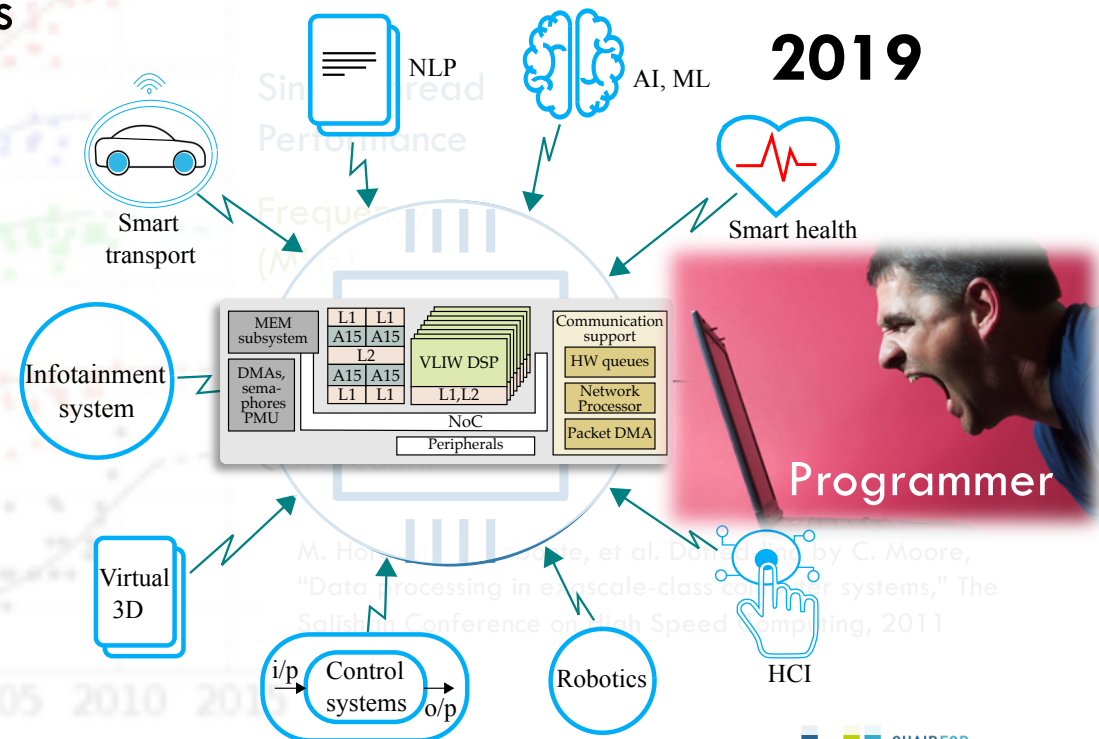 s
2019
NLP
AI, ML
Smart
transport
Smart health
Single Thread
Performance
Frequency
(MHz)
MEM
subsystem
DMAs,
sema-
phores
PMU
L1 L1
A15 A15
L2
A15 A15
L1 L1
VLIW DSP
L1,L2
NoC
Peripherals
Communication
support
HW queues
Network
Processor
Packet DMA
Infotainment
system
Programmer
Virtual
3D
i/p
Control
systems
o/p
Robotics
HCI
et al. Dotted line by C. Moore,
“Data processing in exascale-class computer systems,” The
Salishan Conference on High Speed Computing, 2011
05 2010 2015